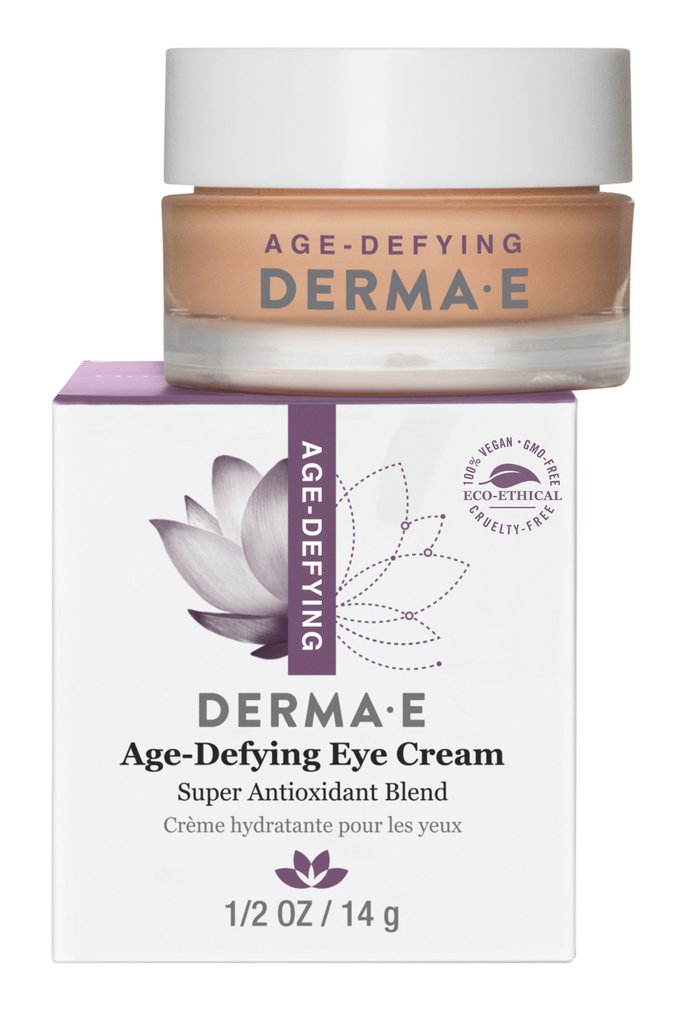 AGE-DEFYING
DERMA·E
AGE-DEFYING
100% VEGAN · GMO-FREE
ECO-ETHICAL
CRUELTY-FREE
DERMA·E
Age-Defying Eye Cream
Super Antioxidant Blend
Crème hydratante pour les yeux
1/2 OZ / 14 g